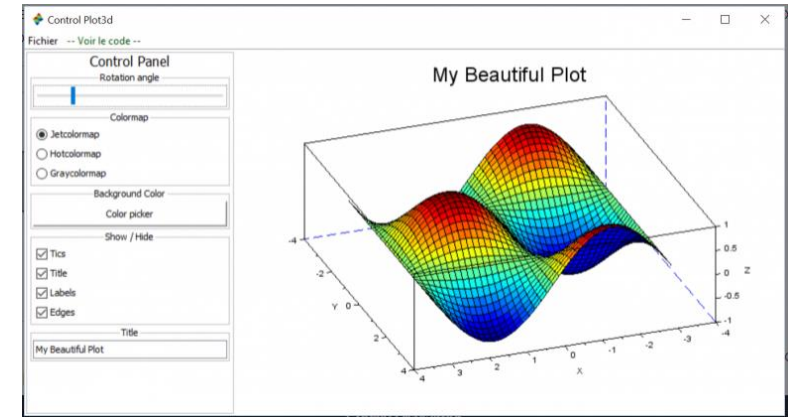 Control Plot3d
Fichier -- Voir le code --
Control Panel
Rotation angle
Colormap
Jetcolormap
Hotcolormap
Graycolormap
Background Color
Color picker
Show / Hide
Tics
Title
Labels
Edges
Title
My Beautiful Plot
My Beautiful Plot
-4
-2
Y 0
2
4
4
3
2
1
0
-1
-2
-3
-4
X
1
0.5
0
-0.5
-1
Z